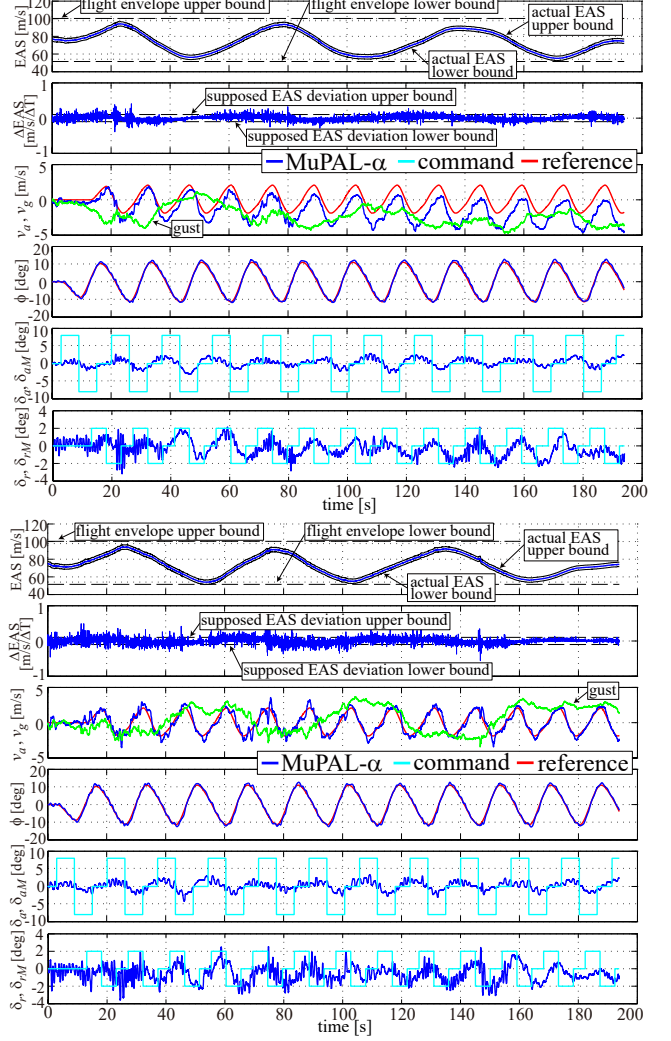 flight envelope upper bound
flight envelope lower bound
EAS [m/s]
120
100
80
60
40
actual EAS
upper bound
actual EAS
lower bound
ΔEAS
[m/s/ΔT]
1
0
-1
supposed EAS deviation upper bound
supposed EAS deviation lower bound
MuPAL-α command reference
v_a, v_g [m/s]
5
0
-5
gust
ϕ [deg]
20
10
0
-10
-20
δ_a, δ_aM [deg]
10
5
0
-5
-10
δ_r, δ_rM [deg]
4
2
0
-2
-4
0 20 40 60 80 100 120 140 160 180 200
time [s]
EAS [m/s]
120
100
80
60
40
flight envelope upper bound
flight envelope lower bound
actual EAS
upper bound
actual EAS
lower bound
ΔEAS
[m/s/ΔT]
1
0
-1
supposed EAS deviation upper bound
supposed EAS deviation lower bound
v_a, v_g [m/s]
5
0
-5
gust
MuPAL-α command reference
ϕ [deg]
20
10
0
-10
-20
δ_a, δ_aM [deg]
10
5
0
-5
-10
δ_r, δ_rM [deg]
4
2
0
-2
-4
0 20 40 60 80 100 120 140 160 180 200
time [s]